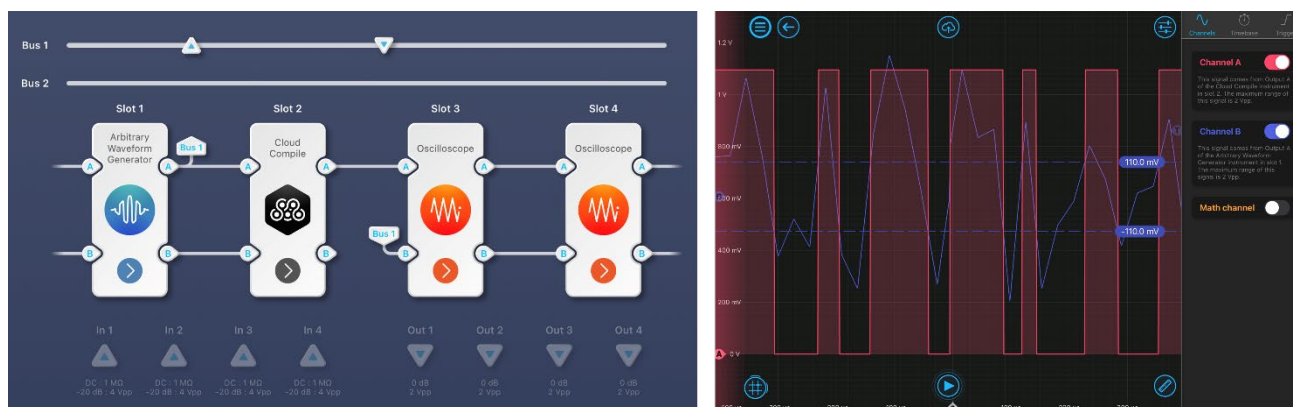 Bus 1
Bus 2
Slot 1
Slot 2
Slot 3
Slot 4
Arbitrary
Waveform
Generator
Bus 1
Cloud
Compile
Oscilloscope
Oscilloscope
A A A A A A A A
Bus 1
B B B B B B B B
In 1
In 2
In 3
In 4
Out 1
Out 2
Out 3
Out 4
DC : 1 MΩ
-20 dB : 4 Vpp
DC : 1 MΩ
-20 dB : 4 Vpp
DC : 1 MΩ
-20 dB : 4 Vpp
DC : 1 MΩ
-20 dB : 4 Vpp
0 dB
2 Vpp
0 dB
2 Vpp
0 dB
2 Vpp
0 dB
2 Vpp
1.2 V
1 V
800 mV
400 mV
200 mV
A
0 V
110.0 mV
-110.0 mV
Channels
Timebase
Trigge
Channel A
This signal comes from Output A
of the Cloud Compile instrument
in slot 2. The maximum range of
this signal is 2 Vpp.
Channel B
This signal comes from Output A
of the Arbitrary Waveform
Generator instrument in slot 1.
The maximum range of this
signal is 2 Vpp.
Math channel